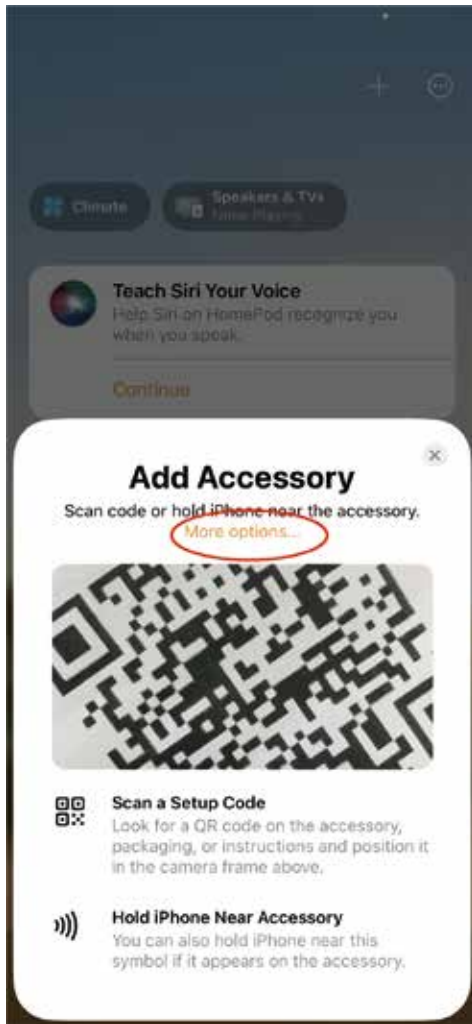 Climate
Speakers & TVs
None Playing
Teach Siri Your Voice
Help Siri on HomePod recognize you
when you speak.
Continue
Add Accessory
Scan code or hold iPhone near the accessory.
More options...
Scan a Setup Code
Look for a QR code on the accessory,
packaging, or instructions and position it
in the camera frame above.
Hold iPhone Near Accessory
You can also hold iPhone near this
symbol if it appears on the accessory.